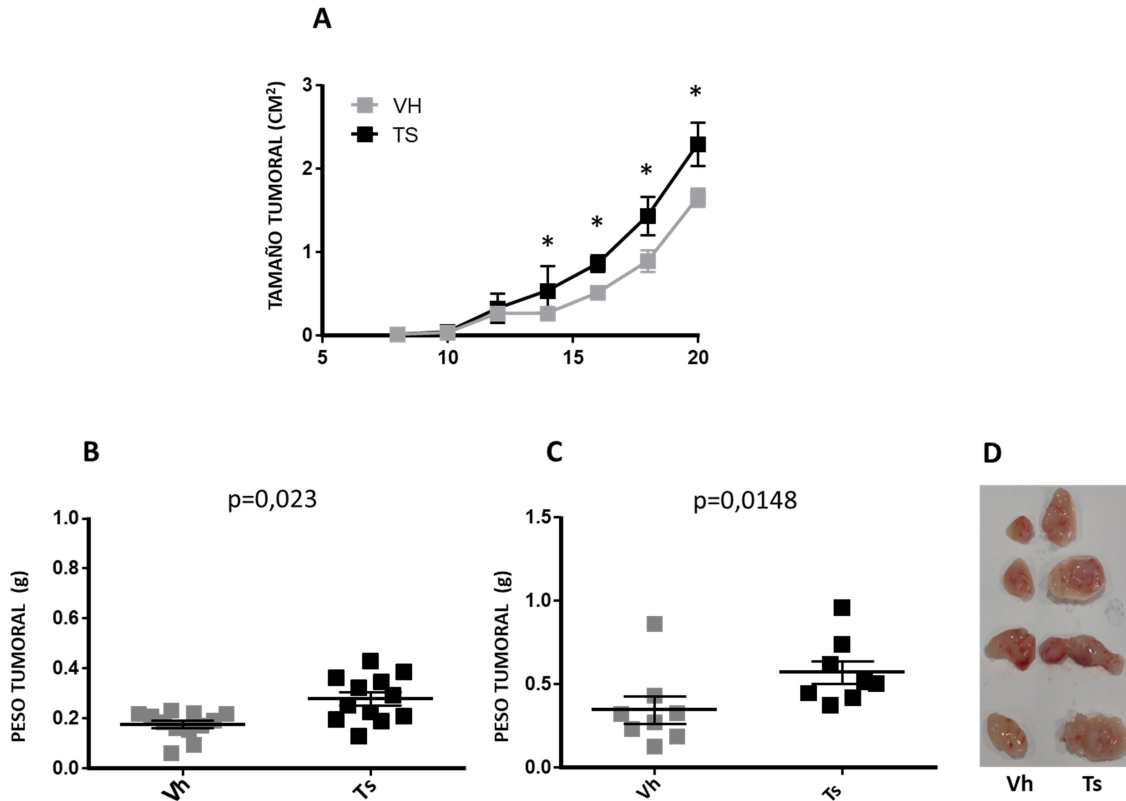 A
TAMAÑO TUMORAL (CM²)
3
2
1
0
VH
TS
*
*
*
*
5 10 15 20
B
p=0,023
PESO TUMORAL (g)
1.0
0.8
0.6
0.4
0.2
0.0
Vh Ts
C
p=0,0148
PESO TUMORAL (g)
1.5
1.0
0.5
0.0
Vh Ts
D
Vh Ts